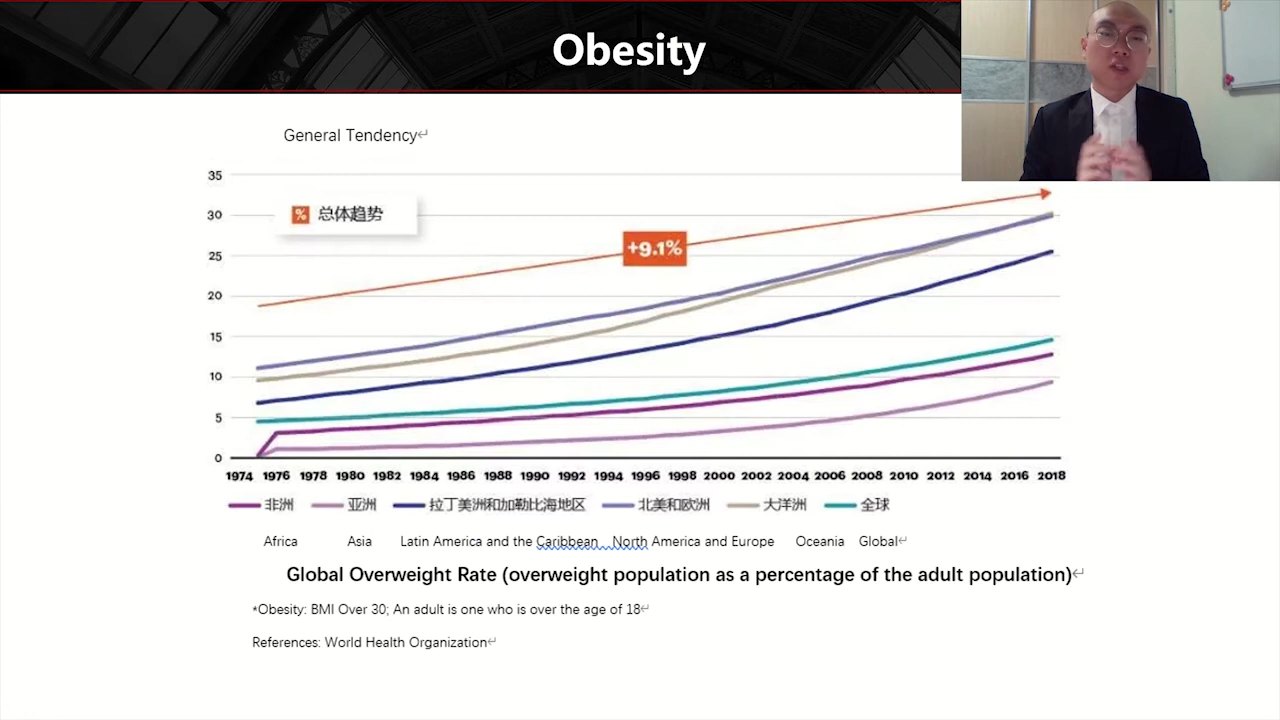 Obesity
General Tendency↵
35
% 总体趋势
30
+9.1%
25
20
15
10
5
0
1974 1976 1978 1980 1982 1984 1986 1988 1990 1992 1994 1996 1998 2000 2002 2004 2006 2008 2010 2012 2014 2016 2018
非洲 亚洲 拉丁美洲和加勒比海地区 北美和欧洲 大洋洲 全球
Africa Asia Latin America and the Caribbean North America and Europe Oceania Global↵
Global Overweight Rate (overweight population as a percentage of the adult population)↵
*Obesity: BMI Over 30; An adult is one who is over the age of 18↵
References: World Health Organization↵